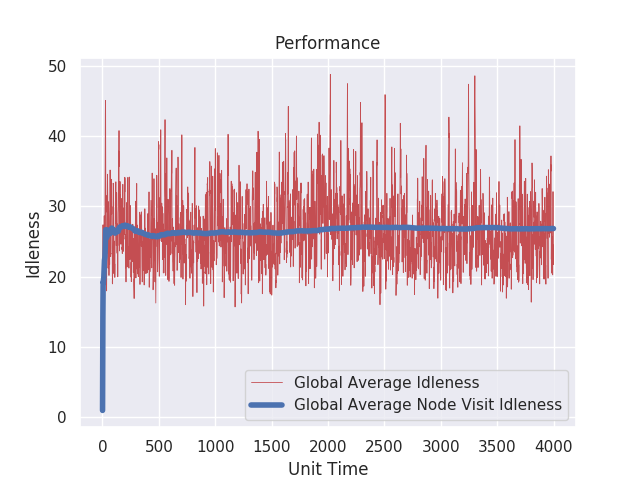 Performance
50
40
30
20
10
0
Idleness
Global Average Idleness
Global Average Node Visit Idleness
0 500 1000 1500 2000 2500 3000 3500 4000
Unit Time